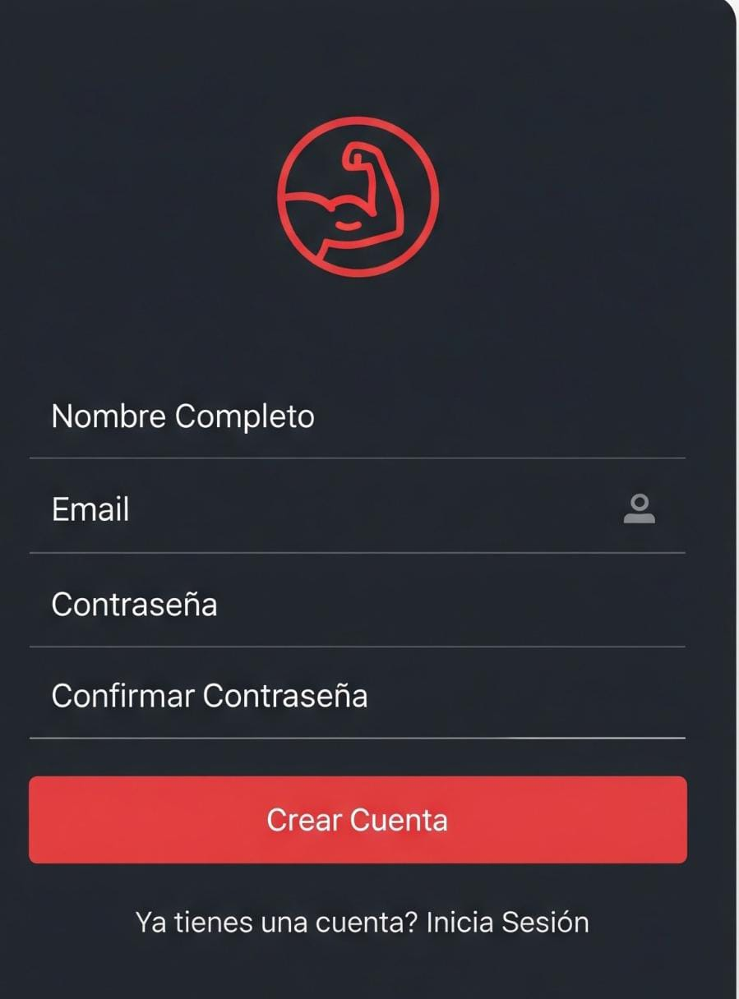 Nombre Completo
Email
Contraseña
Confirmar Contraseña
Crear Cuenta
Ya tienes una cuenta? Inicia Sesión